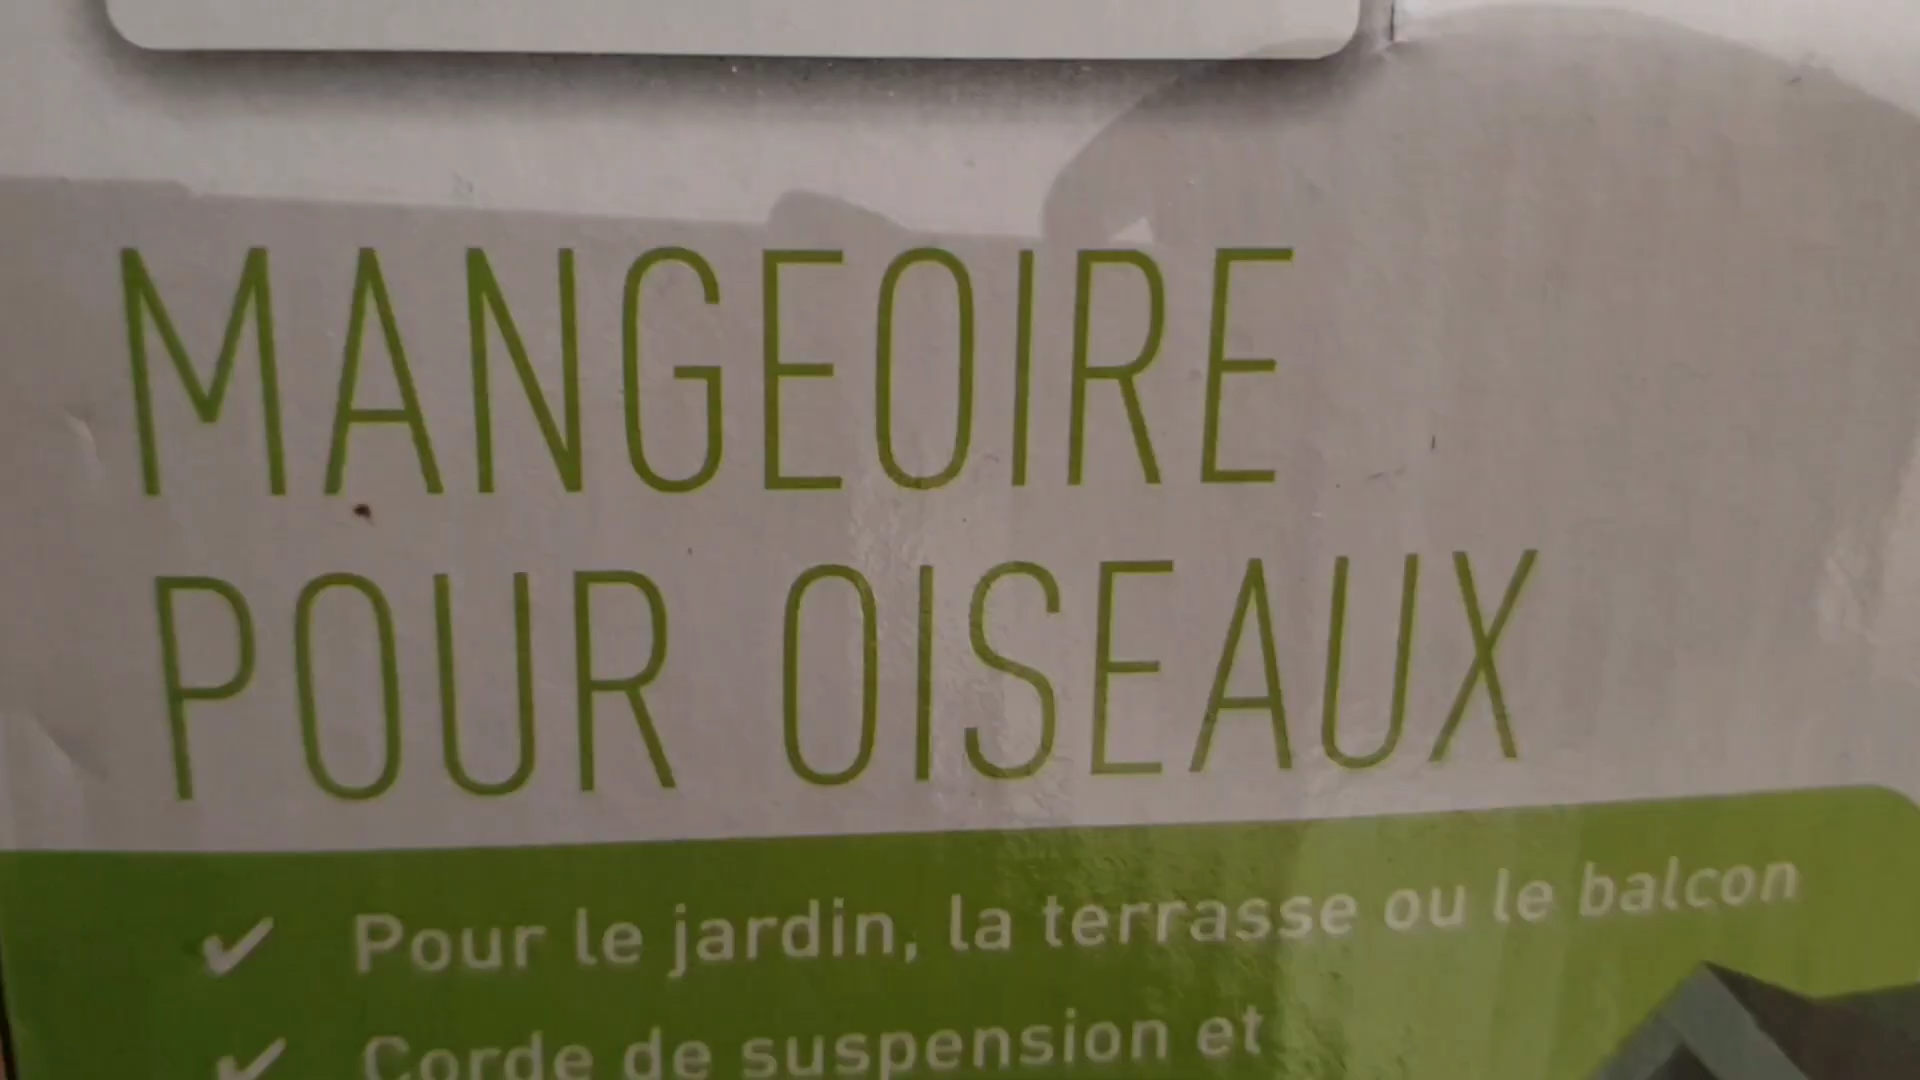 MANGEOIRE
POUR OISEAUX
✔ Pour le jardin, la terrasse ou le balcon
✔ Corde de suspension et